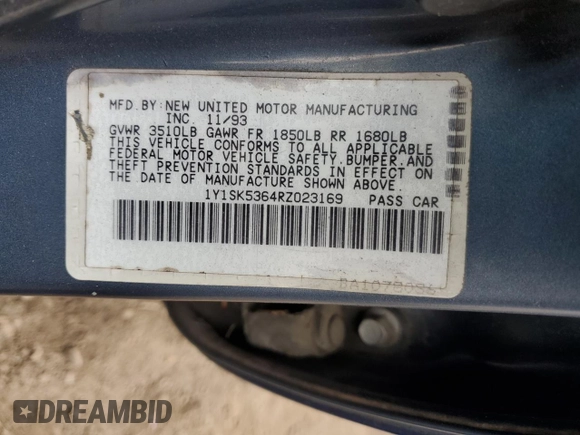 MFD.BY:NEW UNITED MOTOR MANUFACTURING
INC. 11/93
GVWR 3510LB GAWR FR 1850LB RR 1680LB
THIS VEHICLE CONFORMS TO ALL APPLICABLE
FEDERAL MOTOR VEHICLE SAFETY,BUMPER,AND
THEFT PREVENTION STANDARDS IN EFFECT ON
THE DATE OF MANUFACTURE SHOWN ABOVE.
1Y1SK5364RZ023169 PASS CAR
DREAMBID